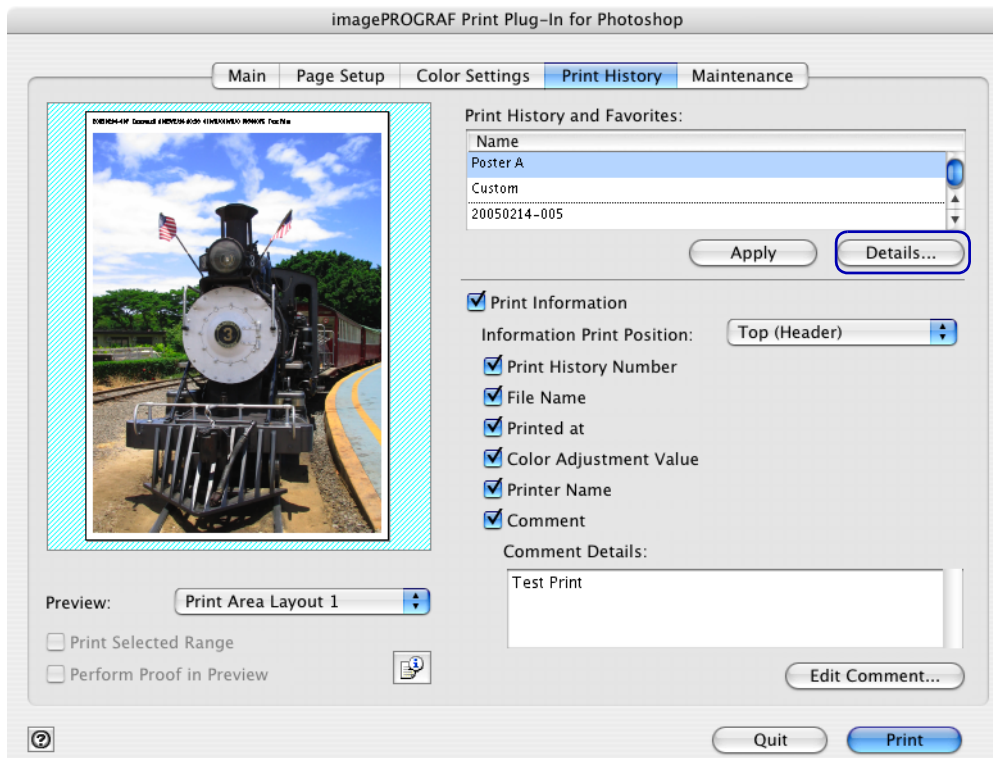 imagePROGRAF Print Plug-In for Photoshop
Main Page Setup Color Settings Print History Maintenance
Print History and Favorites:
Name
Poster A
Custom
20050214-005
Apply Details...
Print Information
Information Print Position: Top (Header)
Print History Number
File Name
Printed at
Color Adjustment Value
Printer Name
Comment
Comment Details:
Test Print
Edit Comment...
3
Preview: Print Area Layout 1
Print Selected Range
Perform Proof in Preview
Quit Print